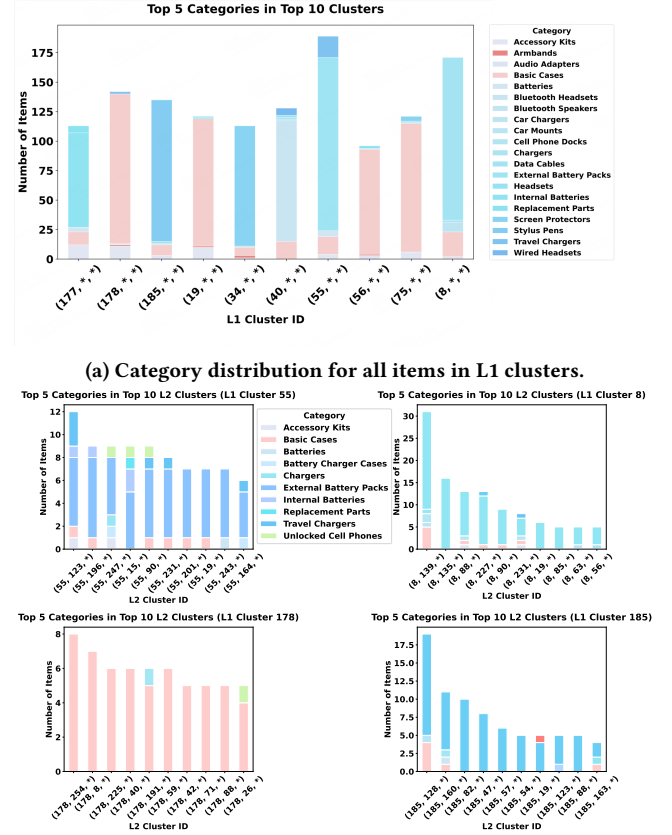 Top 5 Categories in Top 10 Clusters
Number of Items
175
150
125
100
75
50
25
0
(177, *, *)
(178, *, *)
(185, *, *)
(19, *, *)
(34, *, *)
(40, *, *)
(55, *, *)
(56, *, *)
(75, *, *)
(8, *, *)
L1 Cluster ID
Category
Accessory Kits
Armbands
Audio Adapters
Basic Cases
Batteries
Bluetooth Headsets
Bluetooth Speakers
Car Chargers
Car Mounts
Cell Phone Docks
Chargers
Data Cables
External Battery Packs
Headsets
Internal Batteries
Replacement Parts
Screen Protectors
Stylus Pens
Travel Chargers
Wired Headsets
(a) Category distribution for all items in L1 clusters.
Top 5 Categories in Top 10 L2 Clusters (L1 Cluster 55)
Number of Items
12
10
8
6
4
2
0
(55, 123, *)
(55, 196, *)
(55, 247, *)
(55, 15, *)
(55, 90, *)
(55, 231, *)
(55, 201, *)
(55, 19, *)
(55, 243, *)
(55, 164, *)
L2 Cluster ID
Category
Accessory Kits
Basic Cases
Batteries
Battery Charger Cases
Chargers
External Battery Packs
Internal Batteries
Replacement Parts
Travel Chargers
Unlocked Cell Phones
Top 5 Categories in Top 10 L2 Clusters (L1 Cluster 8)
Number of Items
30
25
20
15
10
5
0
(8, 139, *)
(8, 135, *)
(8, 88, *)
(8, 227, *)
(8, 90, *)
(8, 231, *)
(8, 19, *)
(8, 85, *)
(8, 63, *)
(8, 56, *)
L2 Cluster ID
Top 5 Categories in Top 10 L2 Clusters (L1 Cluster 178)
Number of Items
8
6
4
2
0
(178, 254, *)
(178, 8, *)
(178, 225, *)
(178, 40, *)
(178, 191, *)
(178, 59, *)
(178, 42, *)
(178, 71, *)
(178, 88, *)
(178, 26, *)
L2 Cluster ID
Top 5 Categories in Top 10 L2 Clusters (L1 Cluster 185)
Number of Items
17.5
15.0
12.5
10.0
7.5
5.0
2.5
0.0
(185, 128, *)
(185, 160, *)
(185, 82, *)
(185, 47, *)
(185, 57, *)
(185, 54, *)
(185, 19, *)
(185, 123, *)
(185, 88, *)
(185, 163, *)
L2 Cluster ID